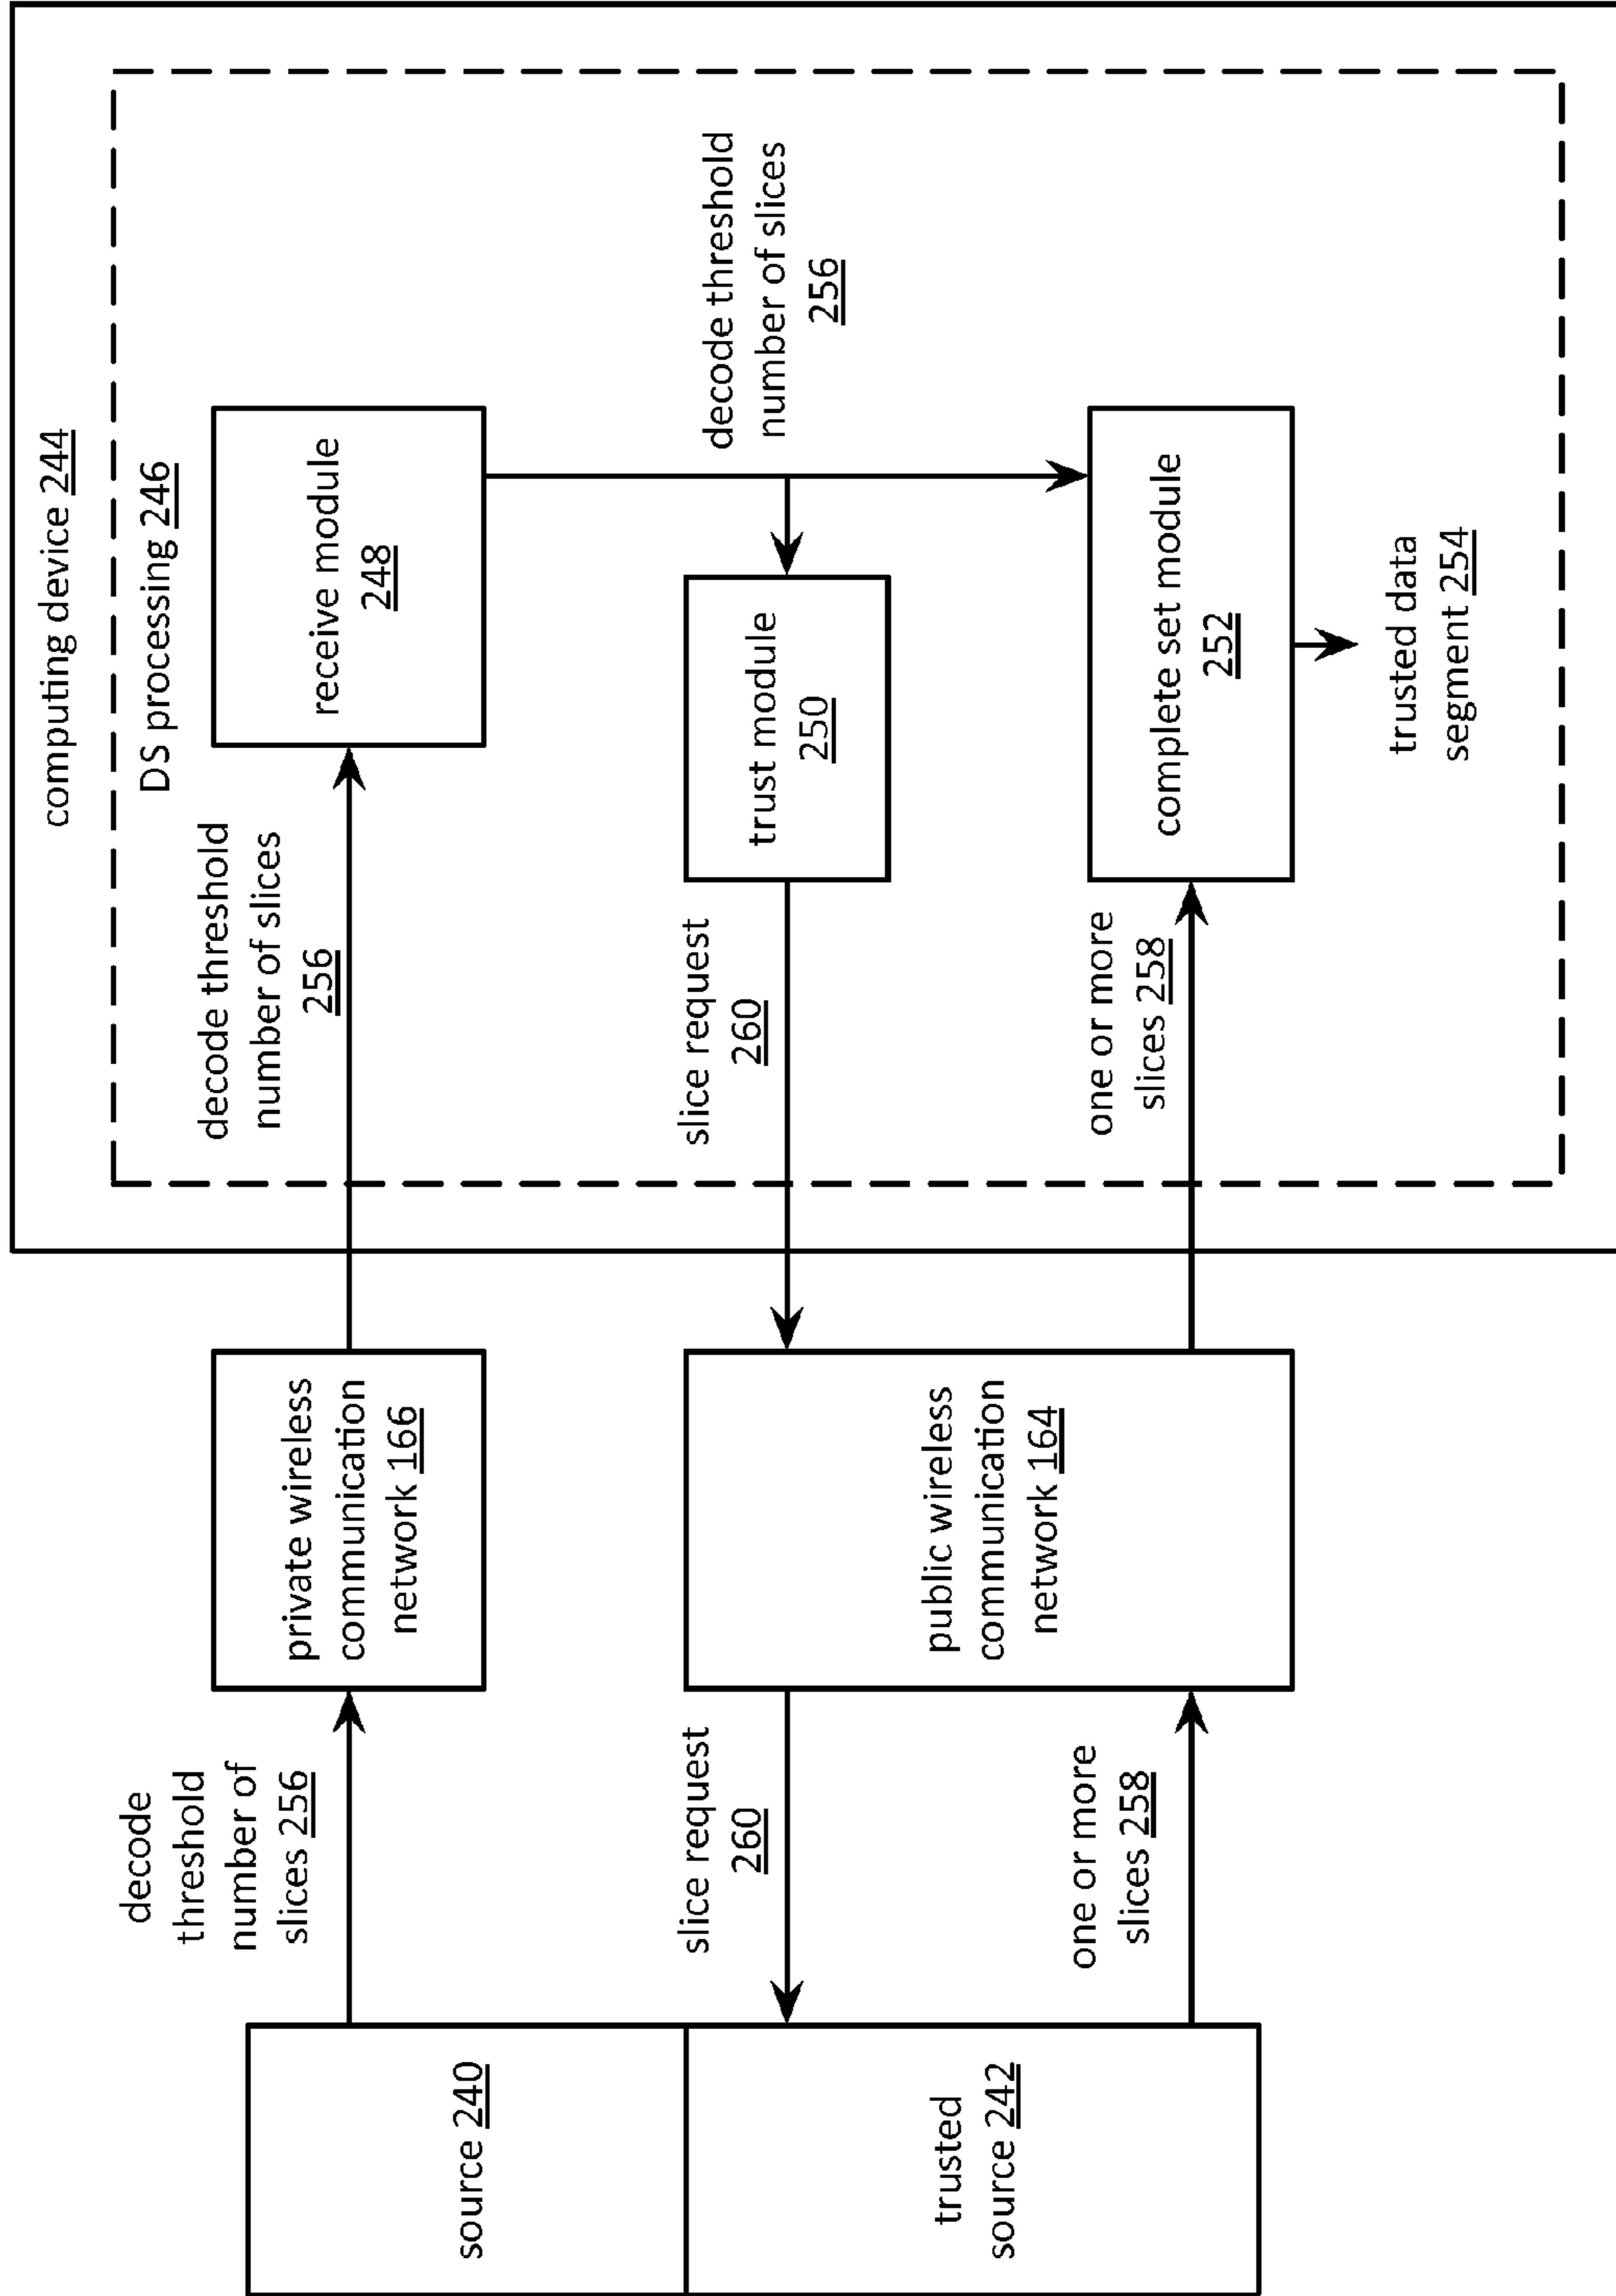 computing device 244
DS processing 246
source 240
decode
threshold
number of
slices 256
private wireless
communication
network 166
decode threshold
number of slices
256
receive module
248
decode threshold
number of slices
256
trusted
source 242
slice request
260
public wireless
communication
network 164
slice request
260
trust module
250
one or more
slices 258
one or more
slices 258
complete set module
252
trusted data
segment 254